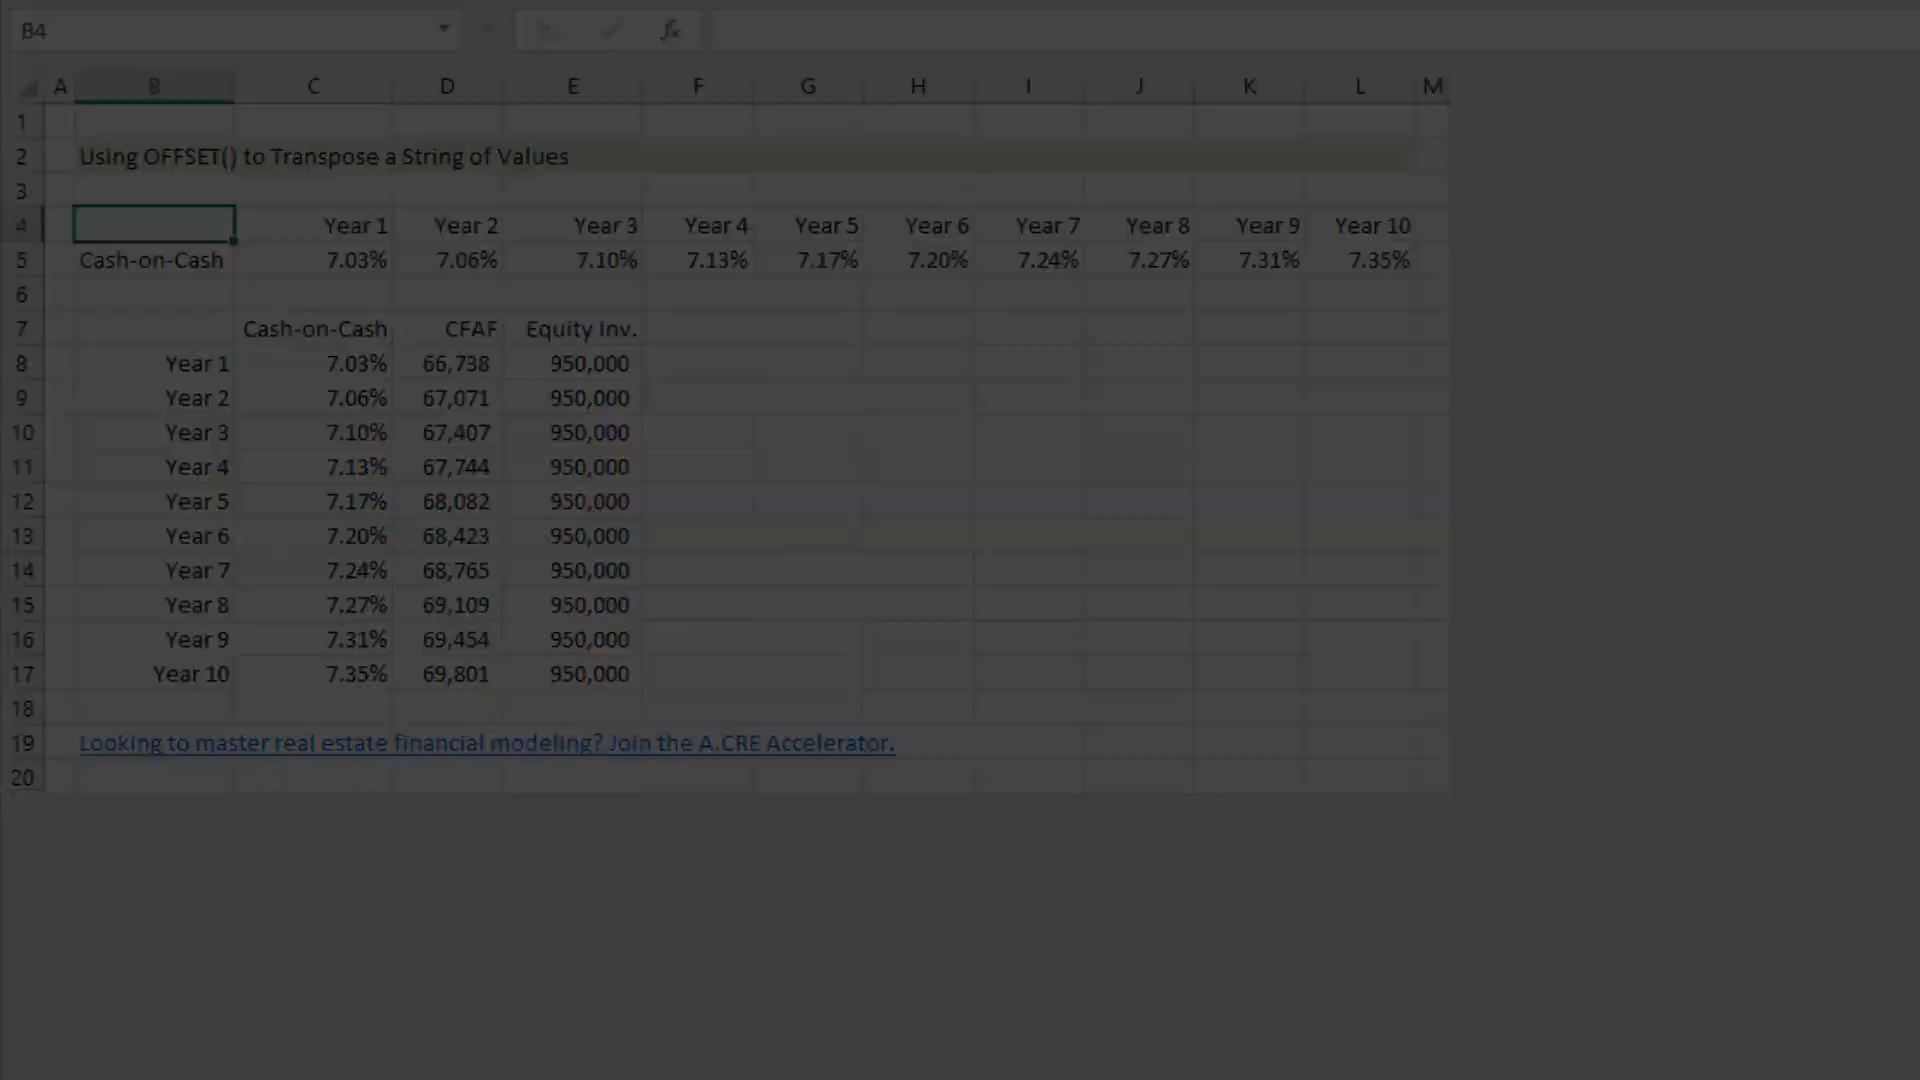 B4
fx
A B C D E F G H I J K L M
1
2 Using OFFSET() to Transpose a String of Values
3
4 Year 1 Year 2 Year 3 Year 4 Year 5 Year 6 Year 7 Year 8 Year 9 Year 10
5 Cash-on-Cash 7.03% 7.06% 7.10% 7.13% 7.17% 7.20% 7.24% 7.27% 7.31% 7.35%
6
7 Cash-on-Cash CFAF Equity Inv.
8 Year 1 7.03% 66,738 950,000
9 Year 2 7.06% 67,071 950,000
10 Year 3 7.10% 67,407 950,000
11 Year 4 7.13% 67,744 950,000
12 Year 5 7.17% 68,082 950,000
13 Year 6 7.20% 68,423 950,000
14 Year 7 7.24% 68,765 950,000
15 Year 8 7.27% 69,109 950,000
16 Year 9 7.31% 69,454 950,000
17 Year 10 7.35% 69,801 950,000
18
19 Looking to master real estate financial modeling? Join the A.CRE Accelerator.
20